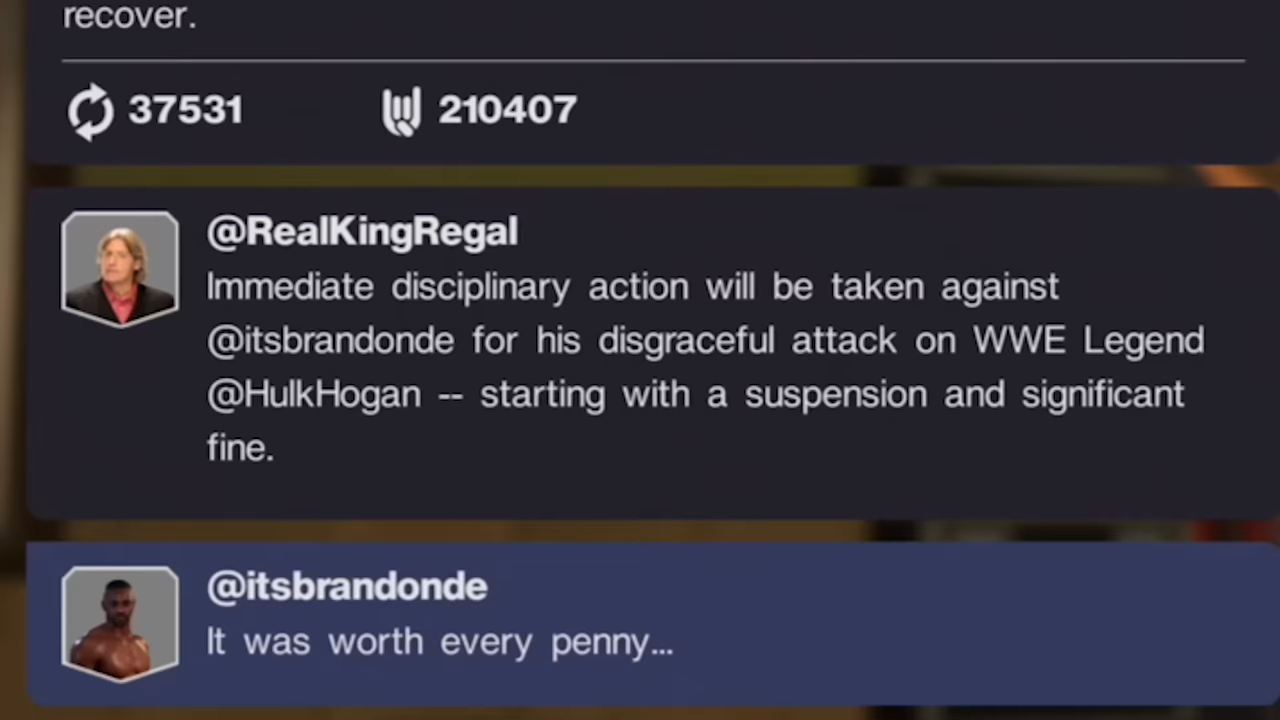 recover.
37531 210407
@RealKingRegal
Immediate disciplinary action will be taken against
@itsbrandonde for his disgraceful attack on WWE Legend
@HulkHogan -- starting with a suspension and significant
fine.
@itsbrandonde
It was worth every penny...